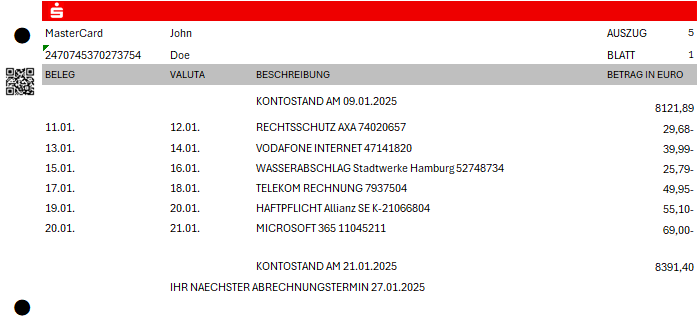 MasterCard John AUSZUG 5
2470745370273754 Doe BLATT 1
BELEG VALUTA BESCHREIBUNG BETRAG IN EURO
KONTOSTAND AM 09.01.2025 8121,89
11.01. 12.01. RECHTSSCHUTZ AXA 74020657 29,68-
13.01. 14.01. VODAFONE INTERNET 47141820 39,99-
15.01. 16.01. WASSERABSCHLAG Stadtwerke Hamburg 52748734 25,79-
17.01. 18.01. TELEKOM RECHNUNG 7937504 49,95-
19.01. 20.01. HAFTPFLICHT Allianz SE K-21066804 55,10-
20.01. 21.01. MICROSOFT 365 11045211 69,00-
KONTOSTAND AM 21.01.2025 8391,40
IHR NAECHSTER ABRECHNUNGSTERMIN 27.01.2025